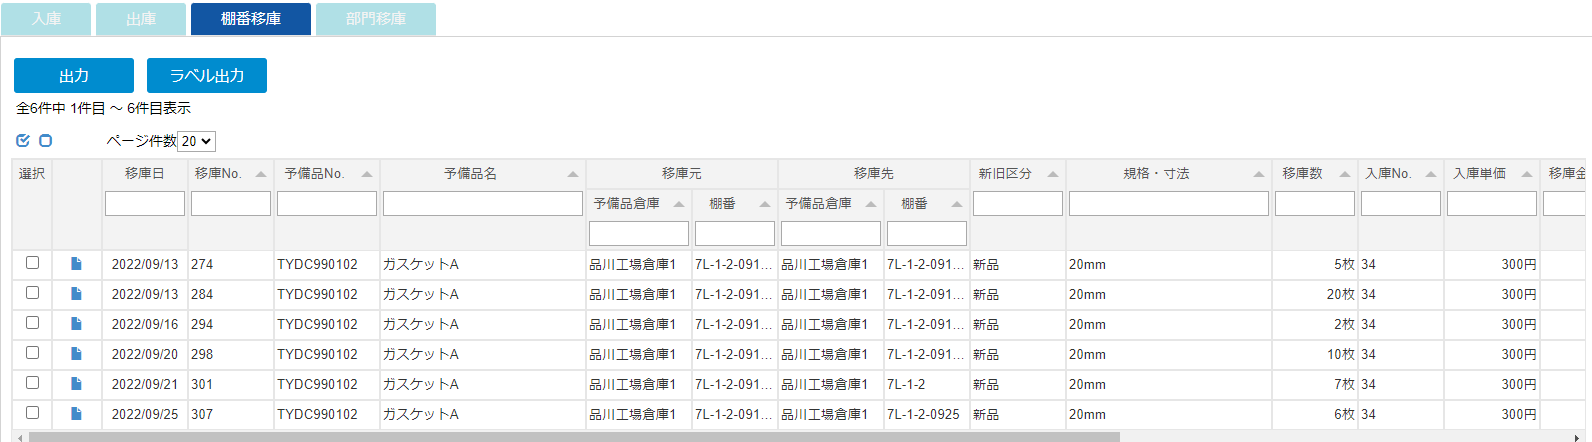 入庫 出庫 棚番移庫 部門移庫
出力 ラベル出力
全6件中 1件目 ～ 6件目表示
ページ件数 20
選択 移庫日 移庫No. 予備品No. 予備品名 移庫元 移庫先 新旧区分 規格・寸法 移庫数 入庫No. 入庫単価 移庫金
予備品倉庫 棚番 予備品倉庫 棚番
2022/09/13 274 TYDC990102 ガスケットA 品川工場倉庫1 7L-1-2-091... 品川工場倉庫1 7L-1-2-091... 新品 20mm 5枚 34 300円
2022/09/13 284 TYDC990102 ガスケットA 品川工場倉庫1 7L-1-2-091... 品川工場倉庫1 7L-1-2-091... 新品 20mm 20枚 34 300円
2022/09/16 294 TYDC990102 ガスケットA 品川工場倉庫1 7L-1-2-091... 品川工場倉庫1 7L-1-2-091... 新品 20mm 2枚 34 300円
2022/09/20 298 TYDC990102 ガスケットA 品川工場倉庫1 7L-1-2-091... 品川工場倉庫1 7L-1-2-091... 新品 20mm 10枚 34 300円
2022/09/21 301 TYDC990102 ガスケットA 品川工場倉庫1 7L-1-2-091... 品川工場倉庫1 7L-1-2 新品 20mm 7枚 34 300円
2022/09/25 307 TYDC990102 ガスケットA 品川工場倉庫1 7L-1-2-091... 品川工場倉庫1 7L-1-2-0925 新品 20mm 6枚 34 300円